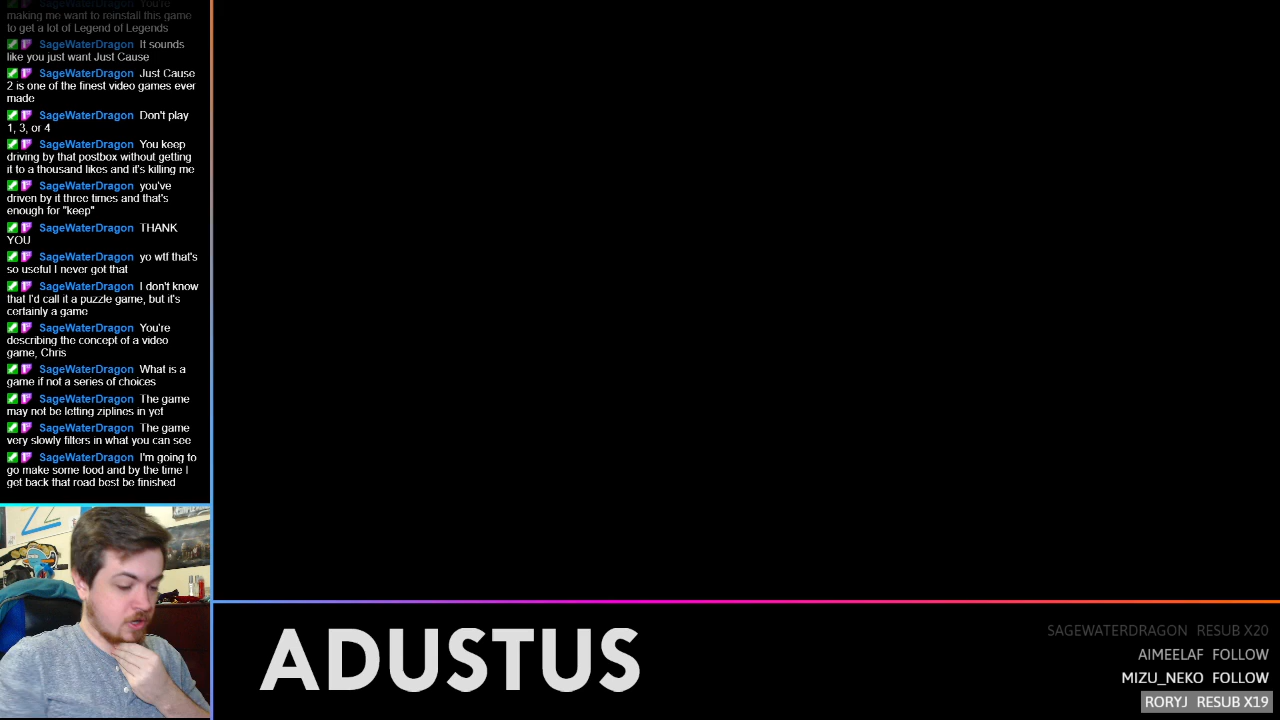 You're
making me want to reinstall this game
to get a lot of Legend of Legends
SageWaterDragon It sounds
like you just want Just Cause
SageWaterDragon Just Cause
2 is one of the finest video games ever
made
SageWaterDragon Don't play
1, 3, or 4
SageWaterDragon You keep
driving by that postbox without getting
it to a thousand likes and it's killing me
SageWaterDragon you've
driven by it three times and that's
enough for "keep"
SageWaterDragon THANK
YOU
SageWaterDragon yo wtf that's
so useful I never got that
SageWaterDragon I don't know
that I'd call it a puzzle game, but it's
certainly a game
SageWaterDragon You're
describing the concept of a video
game, Chris
SageWaterDragon What is a
game if not a series of choices
SageWaterDragon The game
may not be letting ziplines in yet
SageWaterDragon The game
very slowly filters in what you can see
SageWaterDragon I'm going to
go make some food and by the time I
get back that road best be finished
ADUSTUS
SAGEWATERDRAGON RESUB X20
AIMEELAF FOLLOW
MIZU_NEKO FOLLOW
RORYJ RESUB X19